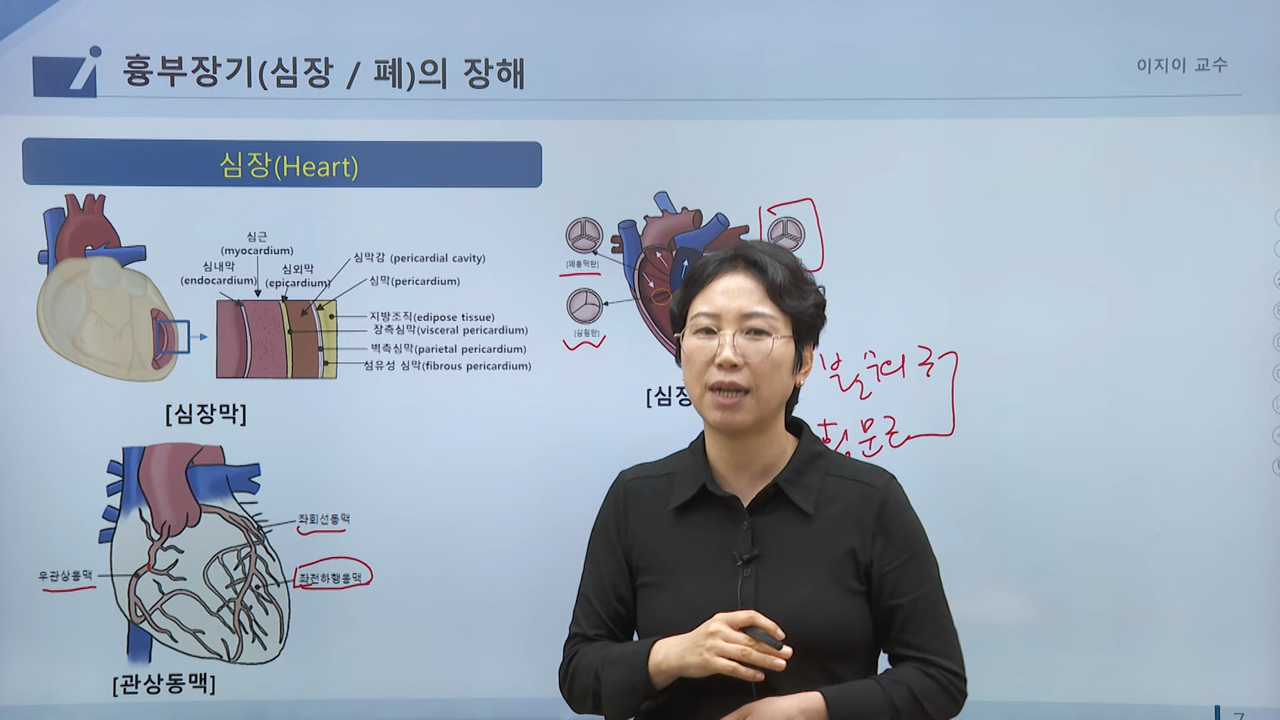 흉부장기(심장 / 폐)의 장해
이지이 교수
심장(Heart)
심근
(myocardium)
심내막
(endocardium)
심외막
(epicardium)
심막강 (pericardial cavity)
심막(pericardium)
지방조직(edipose tissue)
장측심막(visceral pericardium)
벽측심막(parietal pericardium)
섬유성 심막(fibrous pericardium)
[심장막]
[폐동맥판]
[삼첨판]
[심장
좌회선동맥
우관상동맥
좌전하행동맥
[관상동맥]